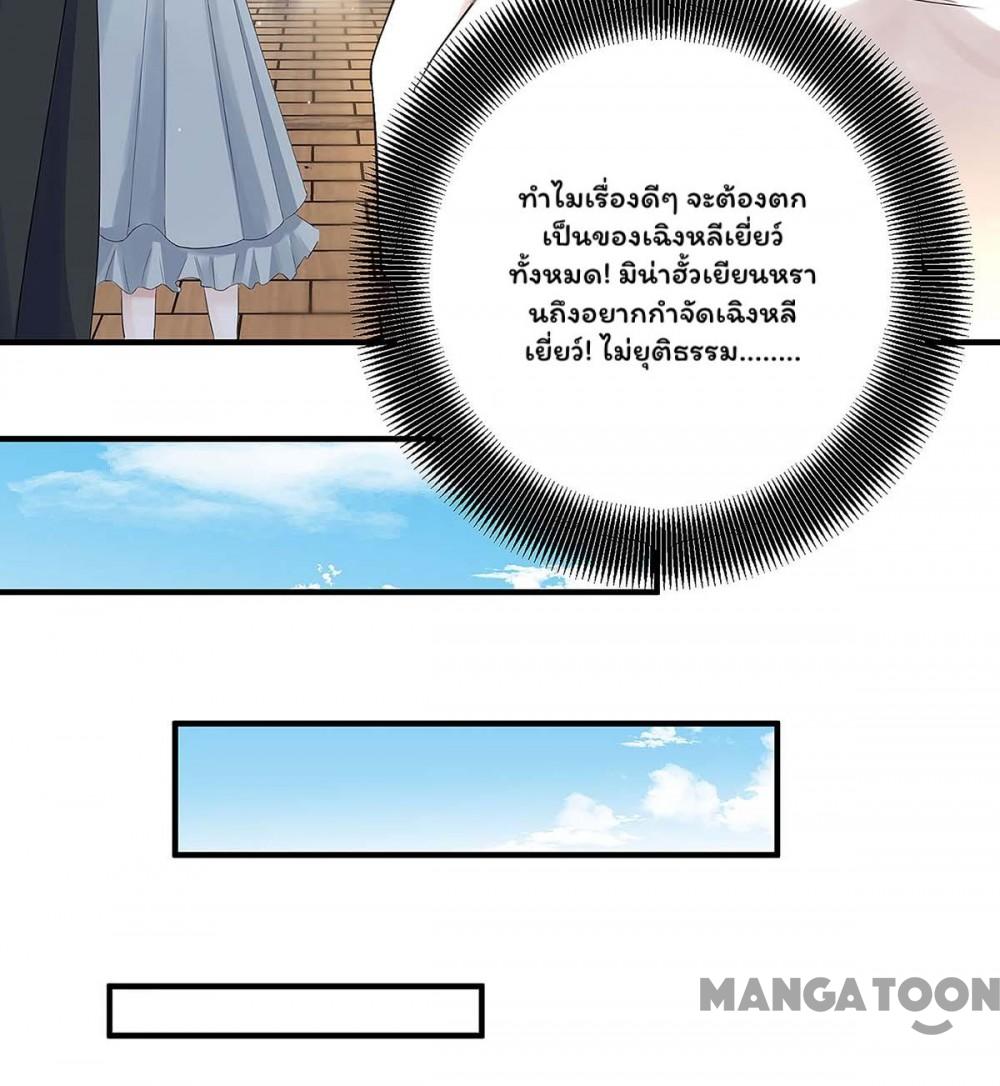 ทำไมเรื่องดีๆ จะต้องตก
เป็นของเฉิงหลีเยี่ยว์
ทั้งหมด! มิน่าฮั้วเยียนหรา
นถึงอยากกำจัดเฉิงหลี
เยี่ยว์! ไม่ยุติธรรม........
MANGATOON